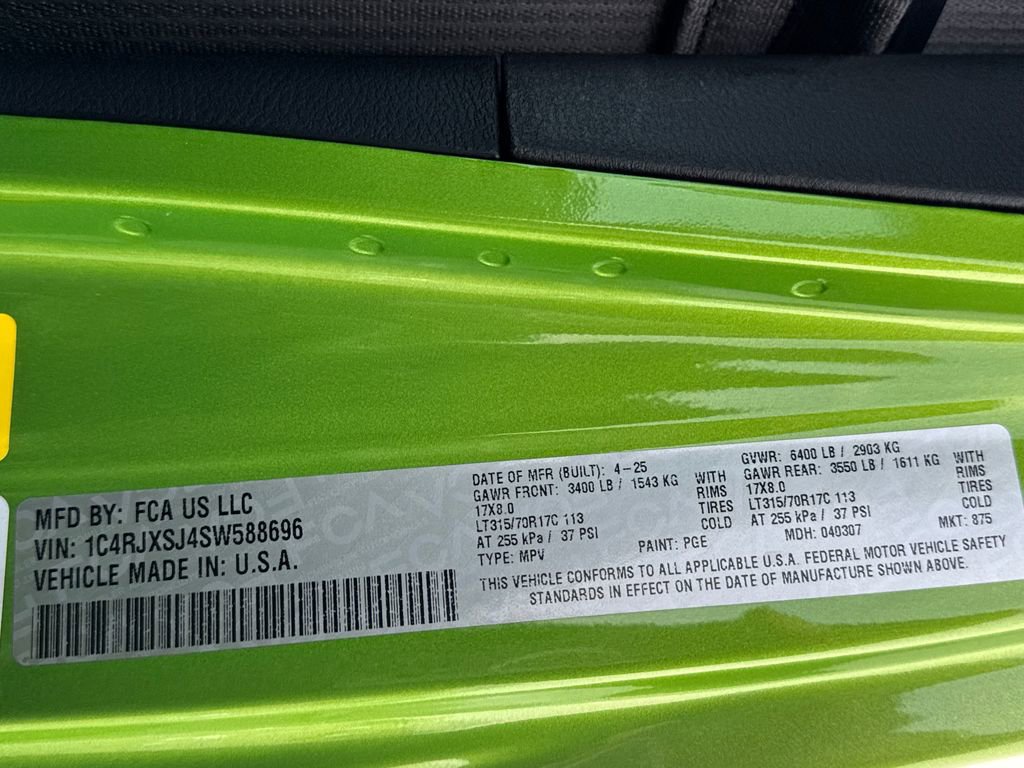 MFD BY: FCA US LLC
VIN: 1C4RJXSJ4SW588696
VEHICLE MADE IN: U.S.A.
DATE OF MFR (BUILT): 4-25
GAWR FRONT: 3400 LB / 1543 KG WITH
17X8.0 RIMS
LT315/70R17C 113 TIRES
AT 255 kPa / 37 PSI COLD
TYPE: MPV PAINT: PGE
GVWR: 6400 LB / 2903 KG
GAWR REAR: 3550 LB / 1611 KG WITH
17X8.0 RIMS
LT315/70R17C 113 TIRES
AT 255 kPa / 37 PSI COLD
MDH: 040307 MKT: 875
THIS VEHICLE CONFORMS TO ALL APPLICABLE U.S.A. FEDERAL MOTOR VEHICLE SAFETY
STANDARDS IN EFFECT ON THE DATE OF MANUFACTURE SHOWN ABOVE.